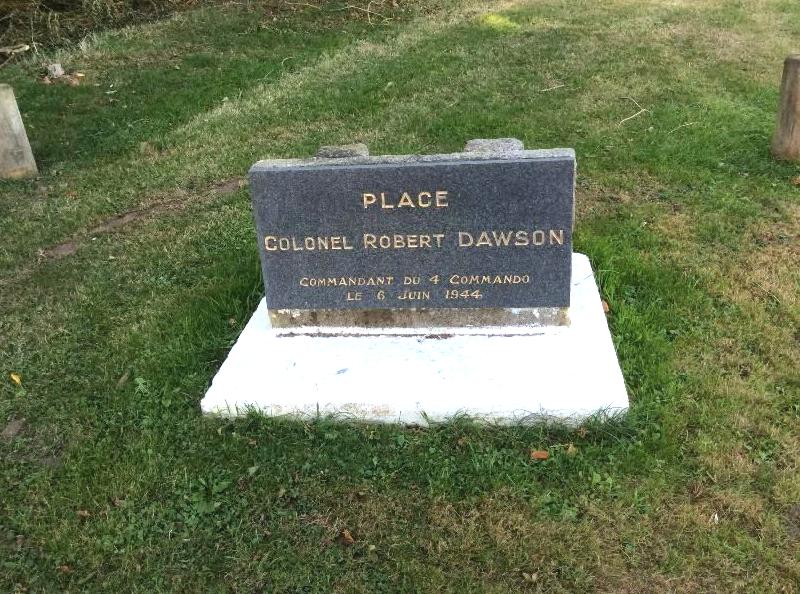 PLACE
COLONEL ROBERT DAWSON
COMMANDANT DU 4 COMMANDO
LE 6 JUIN 1944